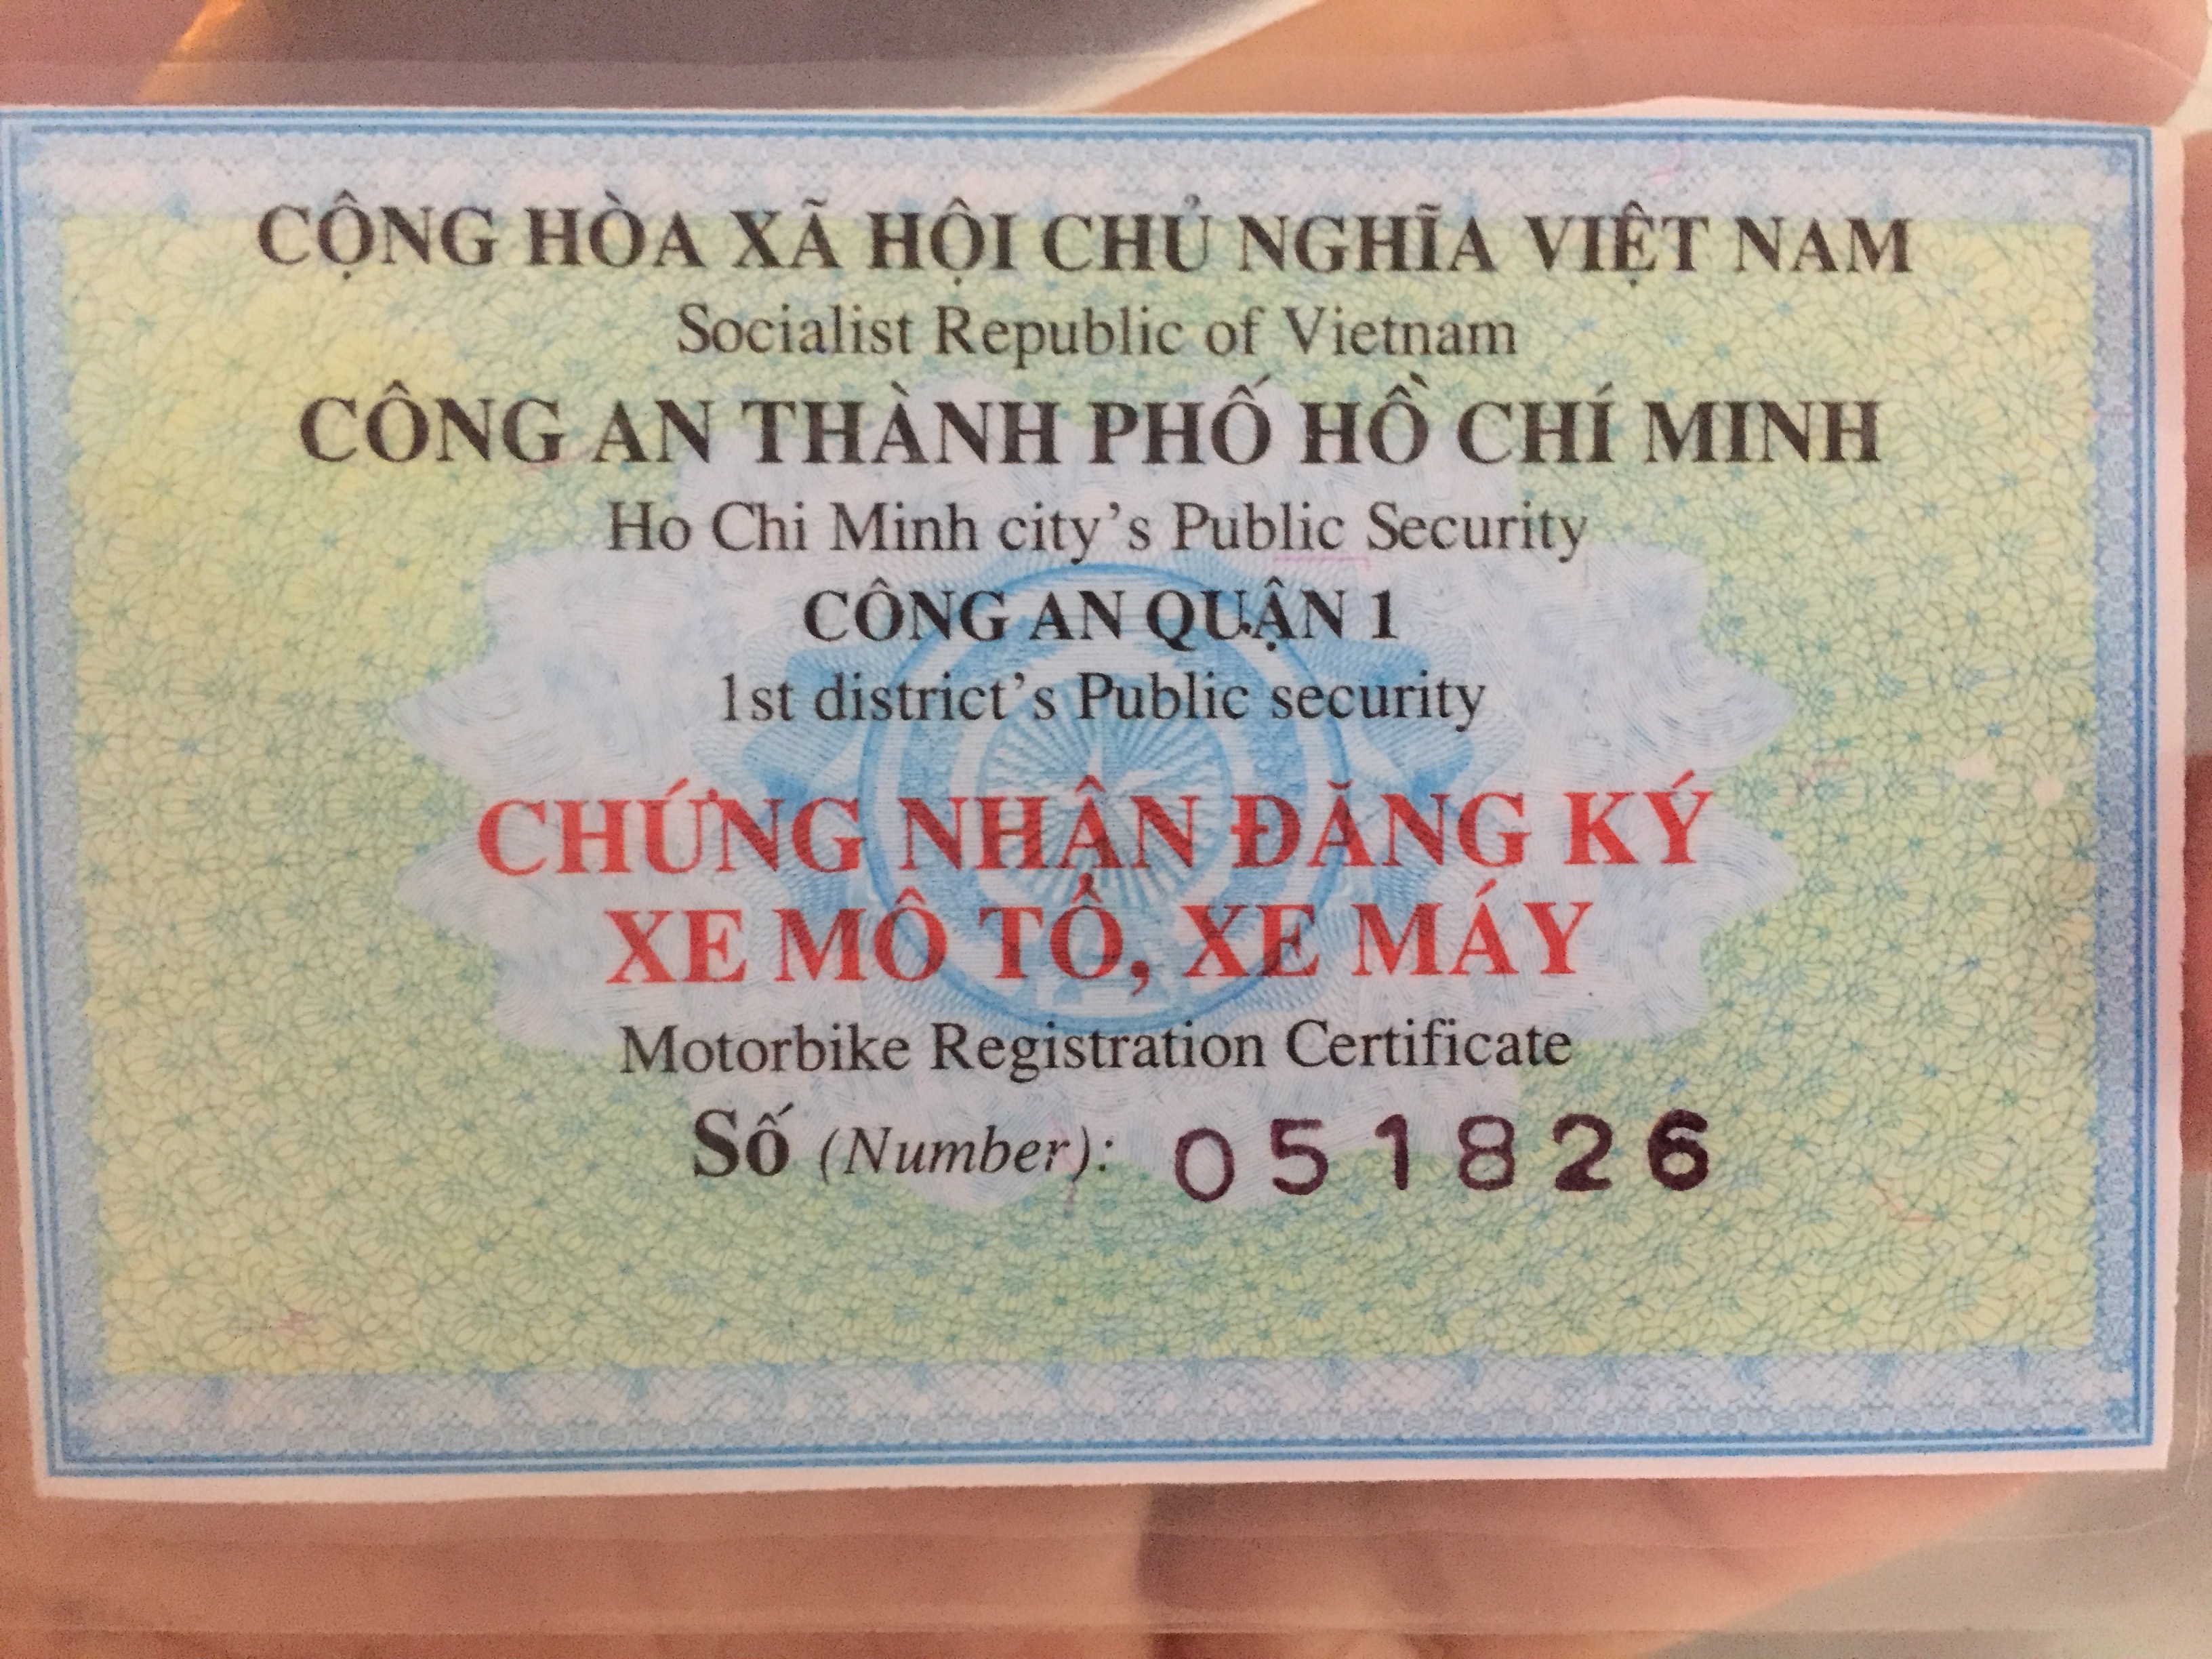 CỘNG HÒA XÃ HỘI CHỦ NGHĨA VIỆT NAM
Socialist Republic of Vietnam
CÔNG AN THÀNH PHỐ HỒ CHÍ MINH
Ho Chi Minh city's Public Security
CÔNG AN QUẬN 1
1st district's Public security
CHỨNG NHẬN ĐĂNG KÝ
XE MÔ TÔ, XE MÁY
Motorbike Registration Certificate
Số (Number): 051826